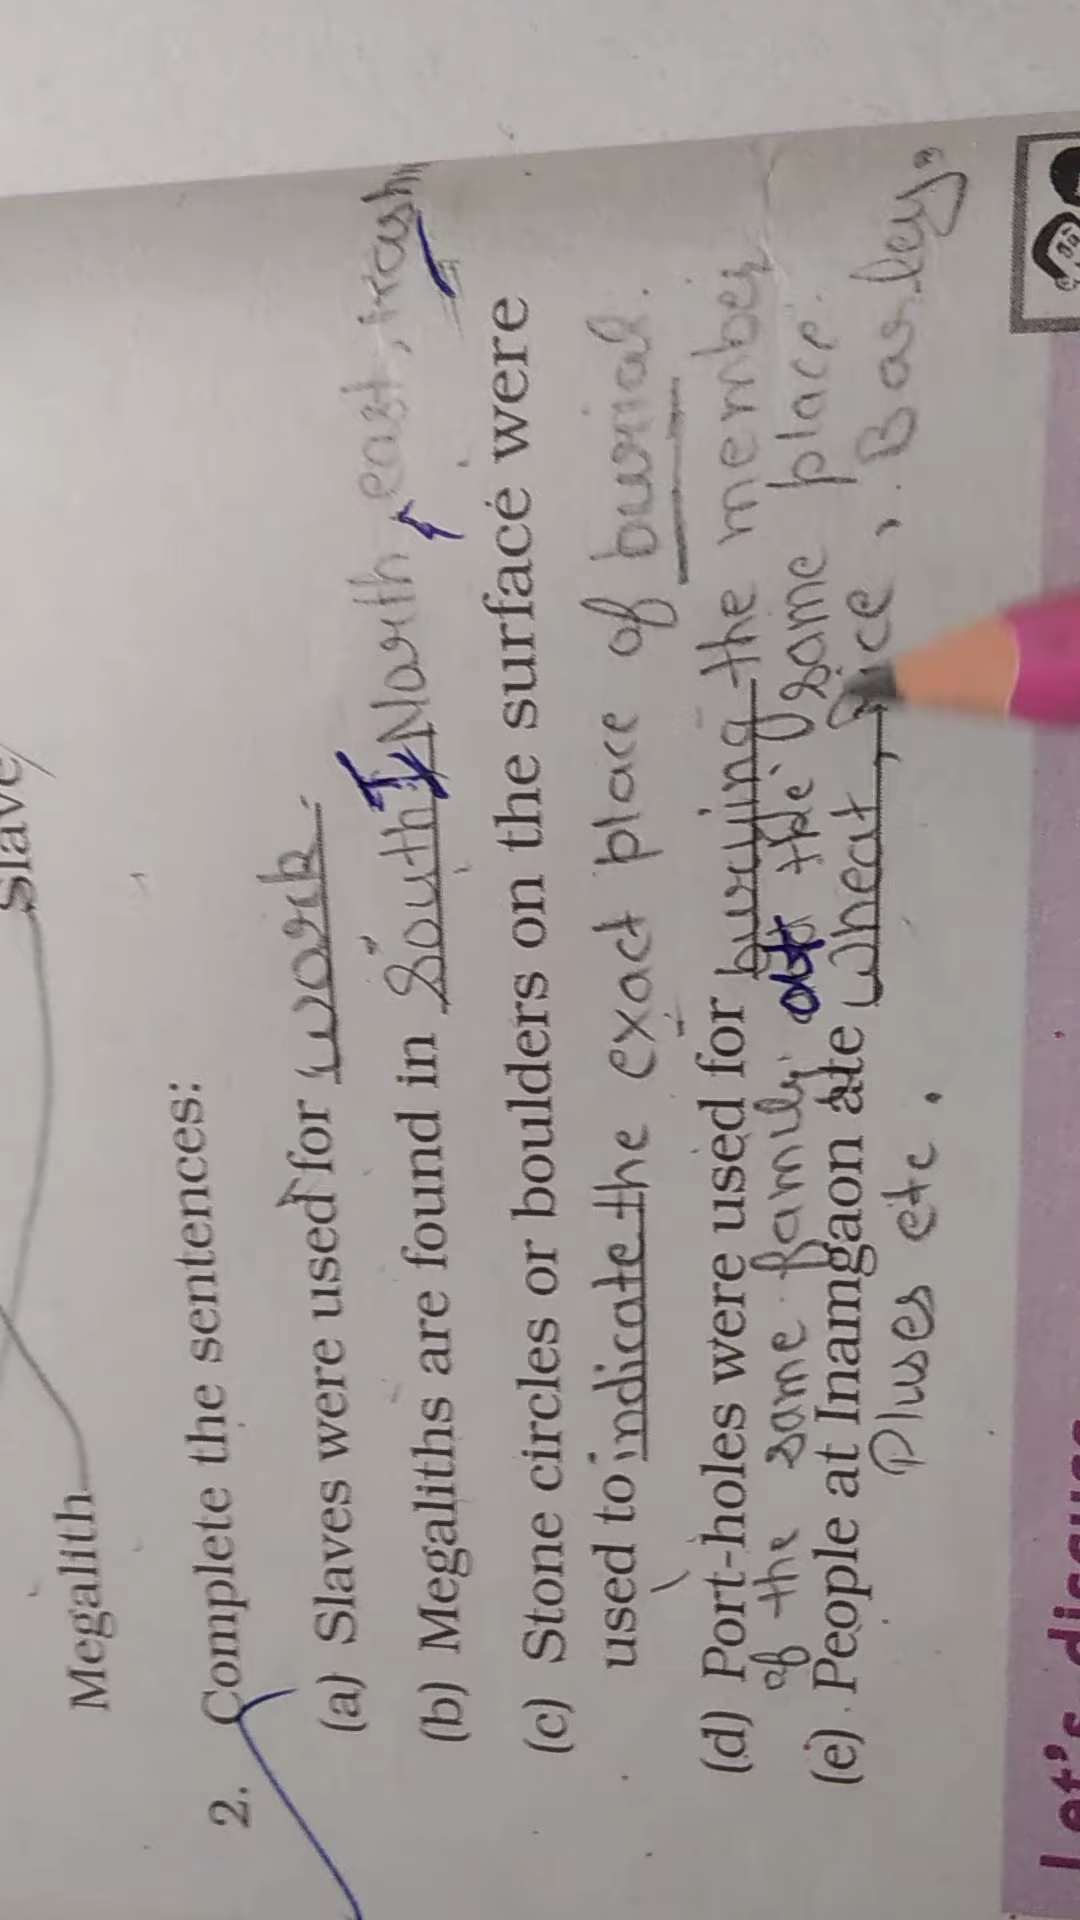 Slave
Megalith
2. Complete the sentences:
(a) Slaves were used for work.
(b) Megaliths are found in South, North east,
(c) Stone circles or boulders on the surface were
used to indicate the exact place of burial.
(d) Port-holes were used for burying the member
of the same family at the same place.
(e) People at Inamgaon ate Wheat, Rice, Barley,
Pluses etc.
Let's discuss